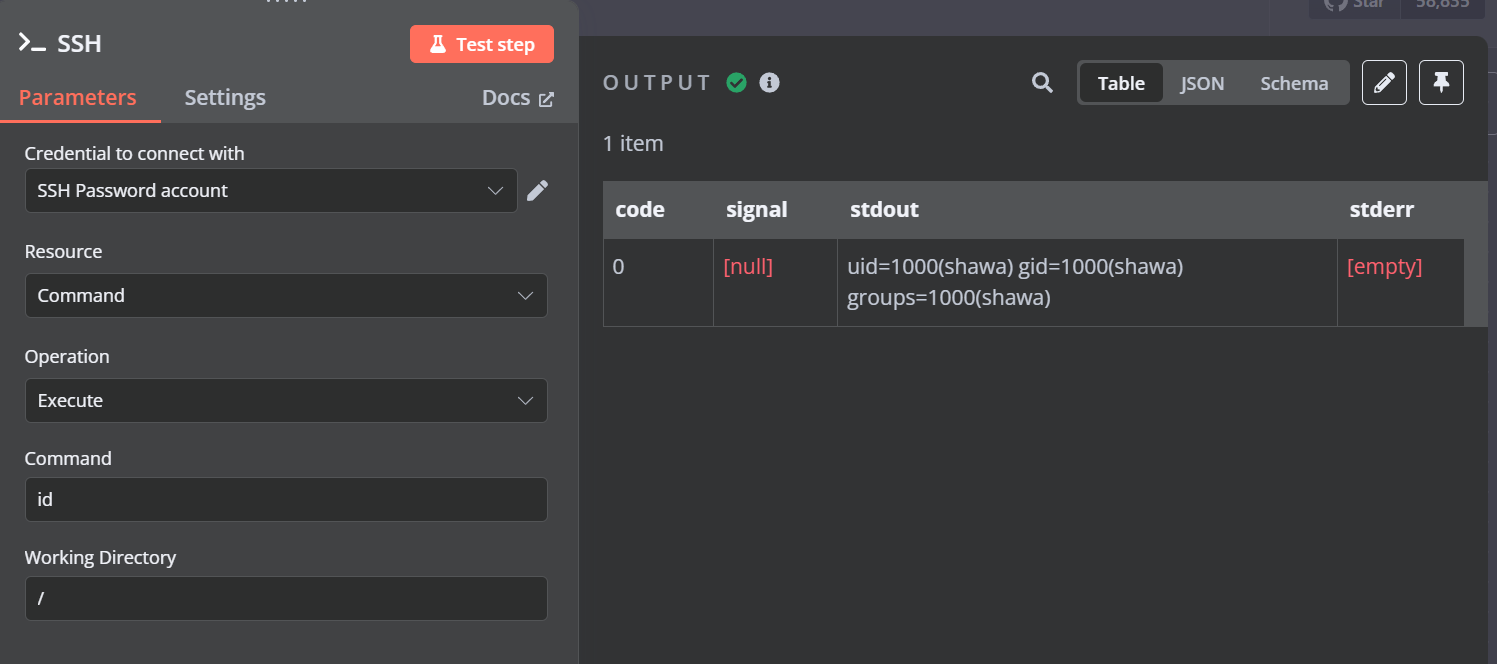 Star 58,855
SSH
Test step
Parameters Settings Docs
Credential to connect with
SSH Password account
Resource
Command
Operation
Execute
Command
id
Working Directory
/
OUTPUT
Table JSON Schema
1 item
code signal stdout stderr
0 [null] uid=1000(shawa) gid=1000(shawa) [empty]
groups=1000(shawa)